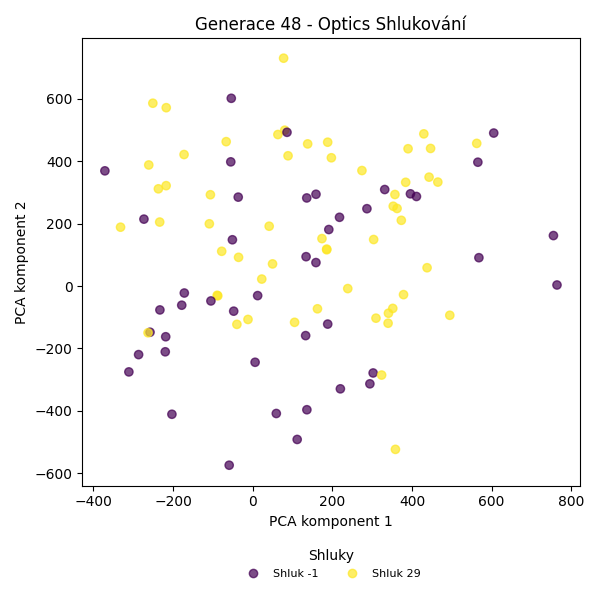 Generace 48 - Optics Shlukování
PCA komponent 2
600
400
200
0
−200
−400
−600
−400
−200
0
200
400
600
800
PCA komponent 1
Shluky
Shluk -1
Shluk 29